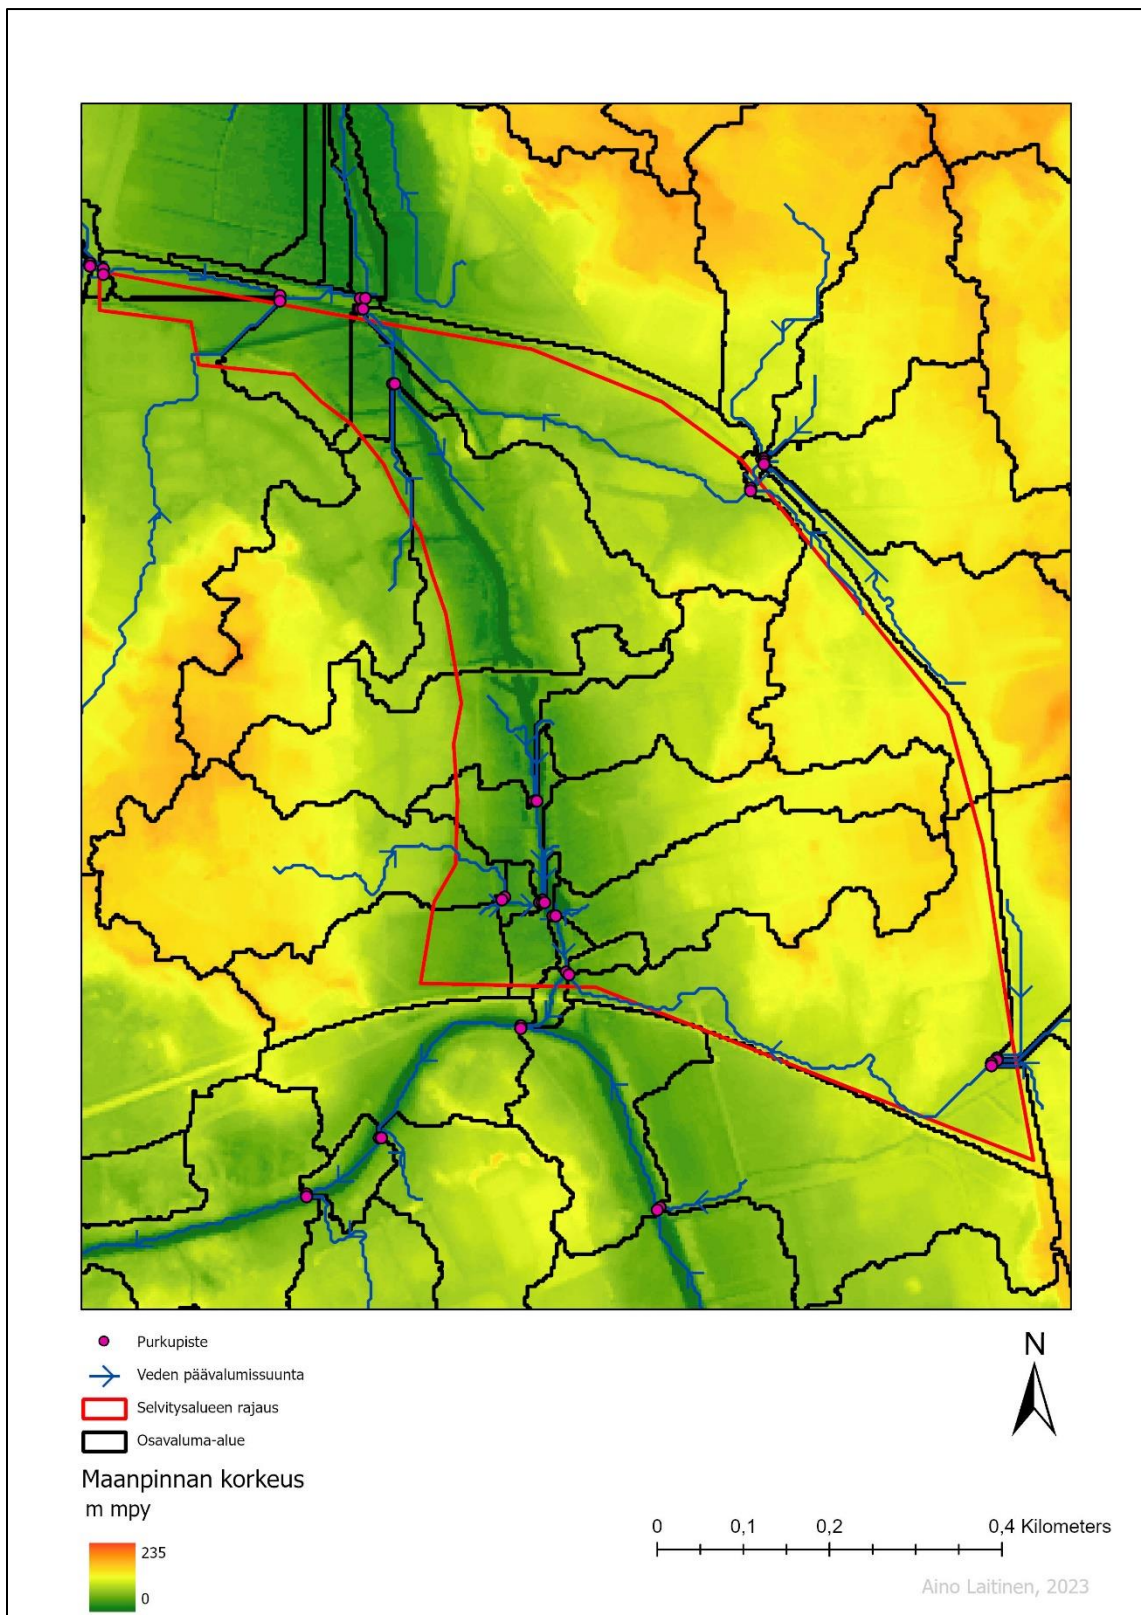 Purkupiste
Veden päävalumissuunta
Selvitysalueen rajaus
Osavaluma-alue
Maanpinnan korkeus
m mpy
235
0
N
0 0,1 0,2 0,4 Kilometers
Aino Laitinen, 2023